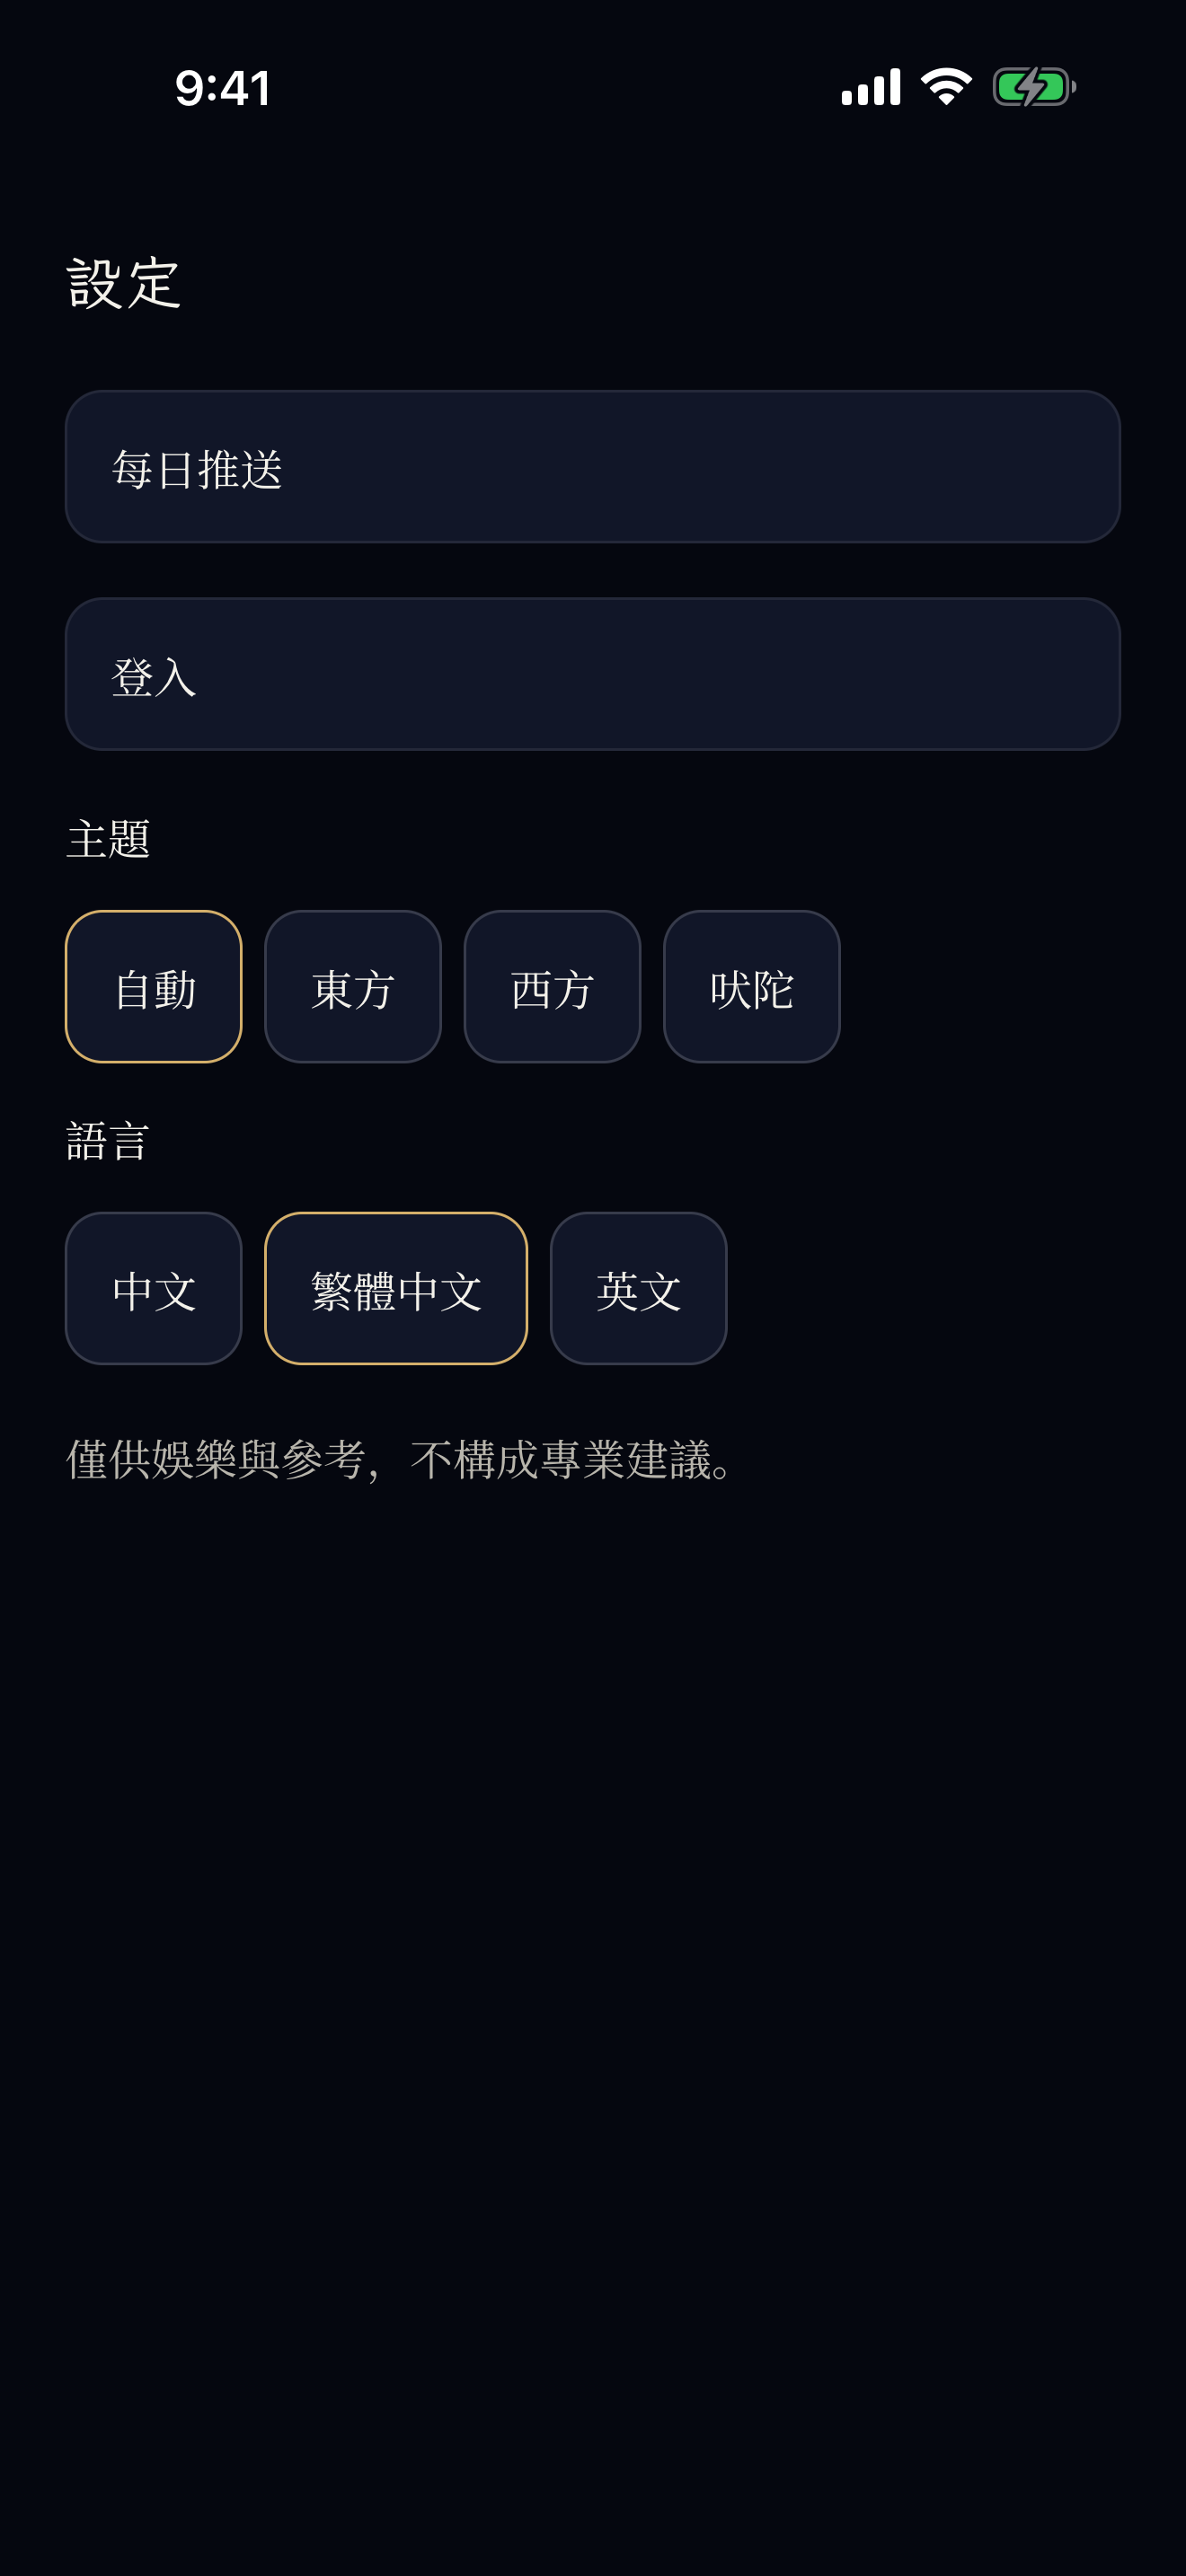 9:41
設定
每日推送
登入
主題
自動 東方 西方 吠陀
語言
中文 繁體中文 英文
僅供娛樂與參考，不構成專業建議。